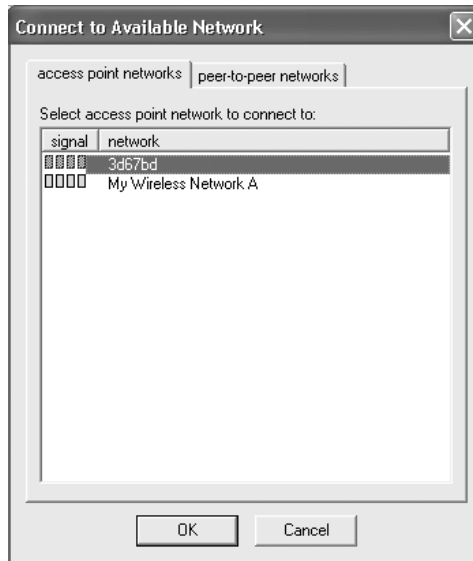 Connect to Available Network
access point networks peer-to-peer networks
Select access point network to connect to:
signal network
3d67bd
My Wireless Network A
OK Cancel